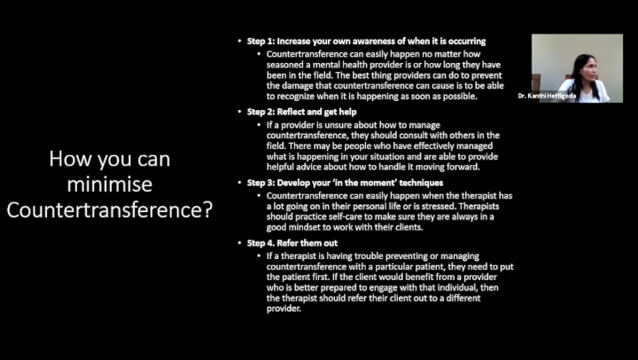 How you can
minimise
Countertransference?
• Step 1: Increase your own awareness of when it is occurring
• Countertransference can easily happen no matter how
seasoned a mental health provider is or how long they have
been in the field. The best thing providers can do to prevent
the damage that countertransference can cause is to be able
to recognize when it is happening as soon as possible.
• Step 2: Reflect and get help
• If a provider is unsure about how to manage
countertransference, they should consult with others in the
field. There may be people who have effectively managed
what is happening in your situation and are able to provide
helpful advice about how to handle it moving forward.
• Step 3: Develop your 'in the moment' techniques
• Countertransference can easily happen when the therapist has
a lot going on in their personal life or is stressed. Therapists
should practice self-care to make sure they are always in a
good mindset to work with their clients.
• Step 4. Refer them out
• If a therapist is having trouble preventing or managing
countertransference with a particular patient, they need to put
the patient first. If the client would benefit from a provider
who is better prepared to engage with that individual, then
the therapist should refer their client out to a different
provider.
Dr. Kanthi Hettigoda